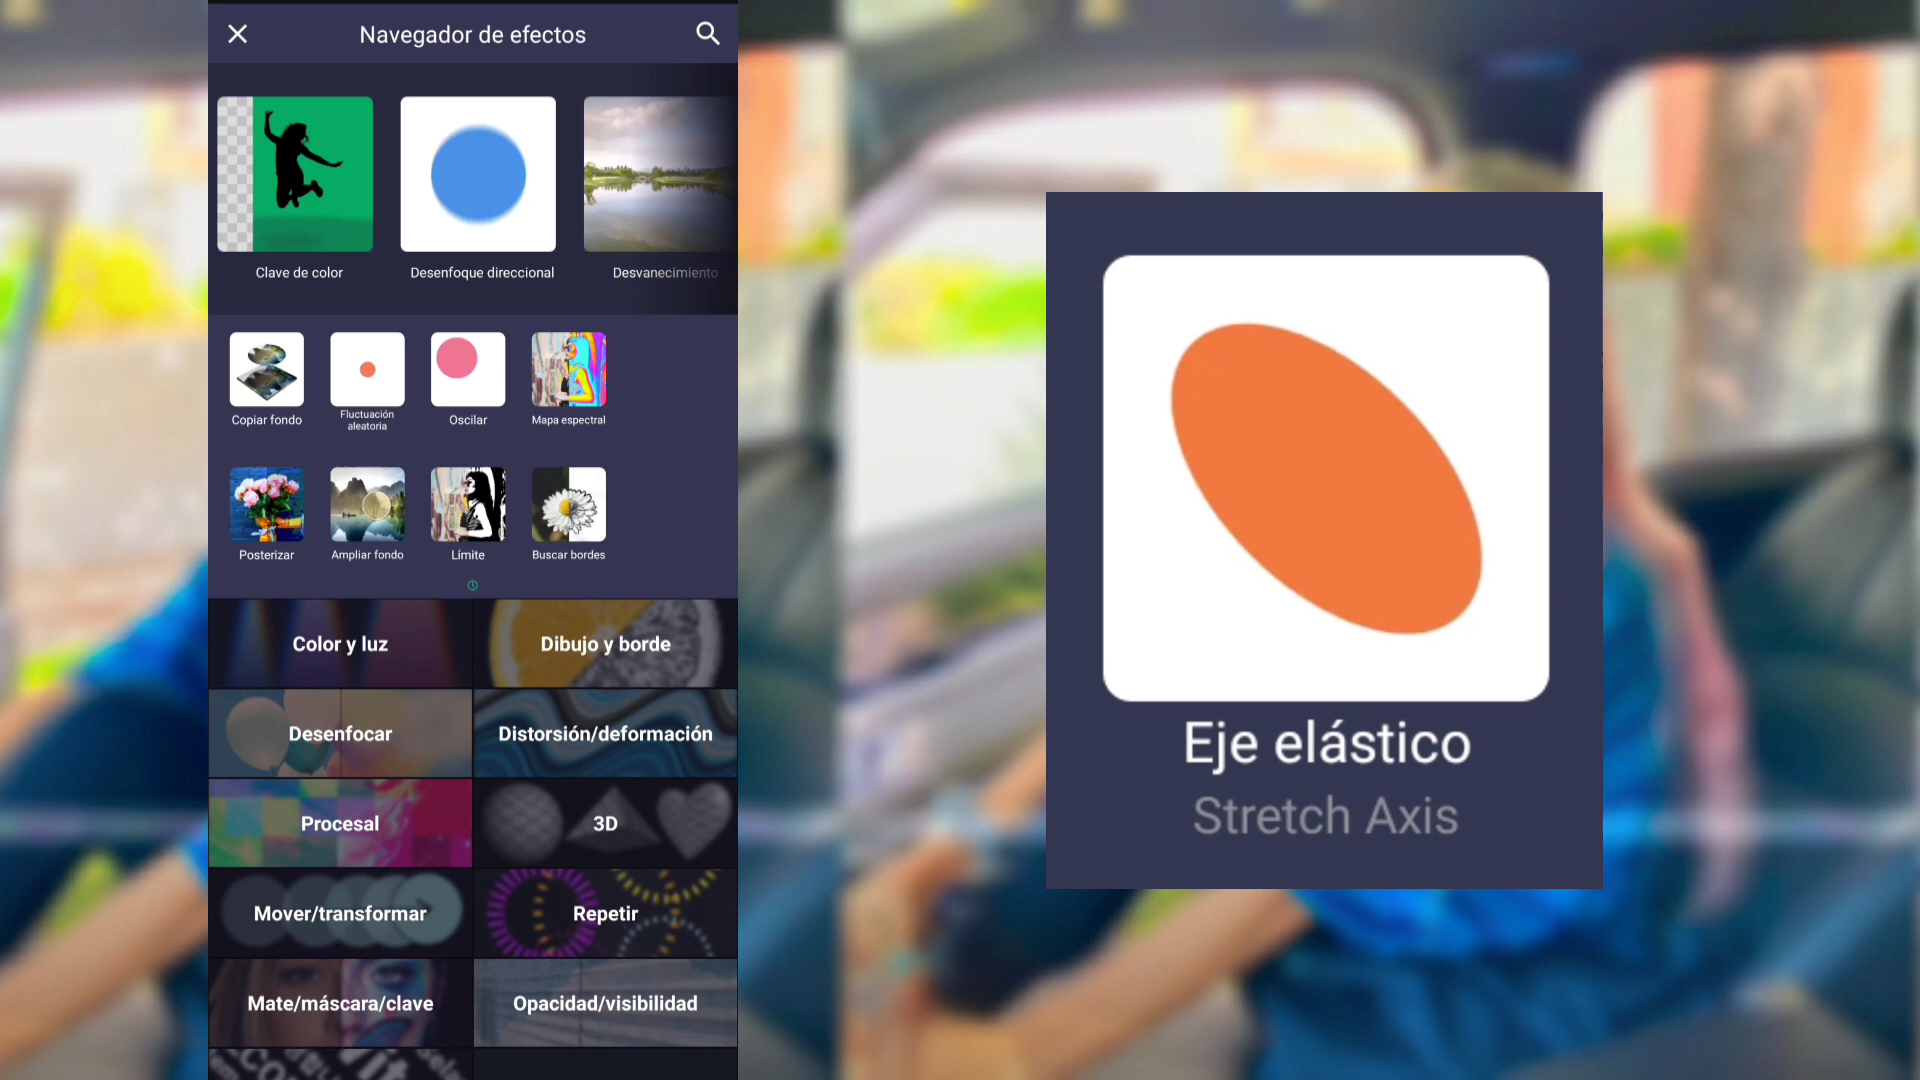 Navegador de efectos
Clave de color
Desenfoque direccional
Desvanecimiento
Copiar fondo
Fluctuación
aleatoria
Oscilar
Mapa espectral
Posterizar
Ampliar fondo
Límite
Buscar bordes
Color y luz
Dibujo y borde
Desenfocar
Distorsión/deformación
Procesal
3D
Mover/transformar
Repetir
Mate/máscara/clave
Opacidad/visibilidad
Eje elástico
Stretch Axis